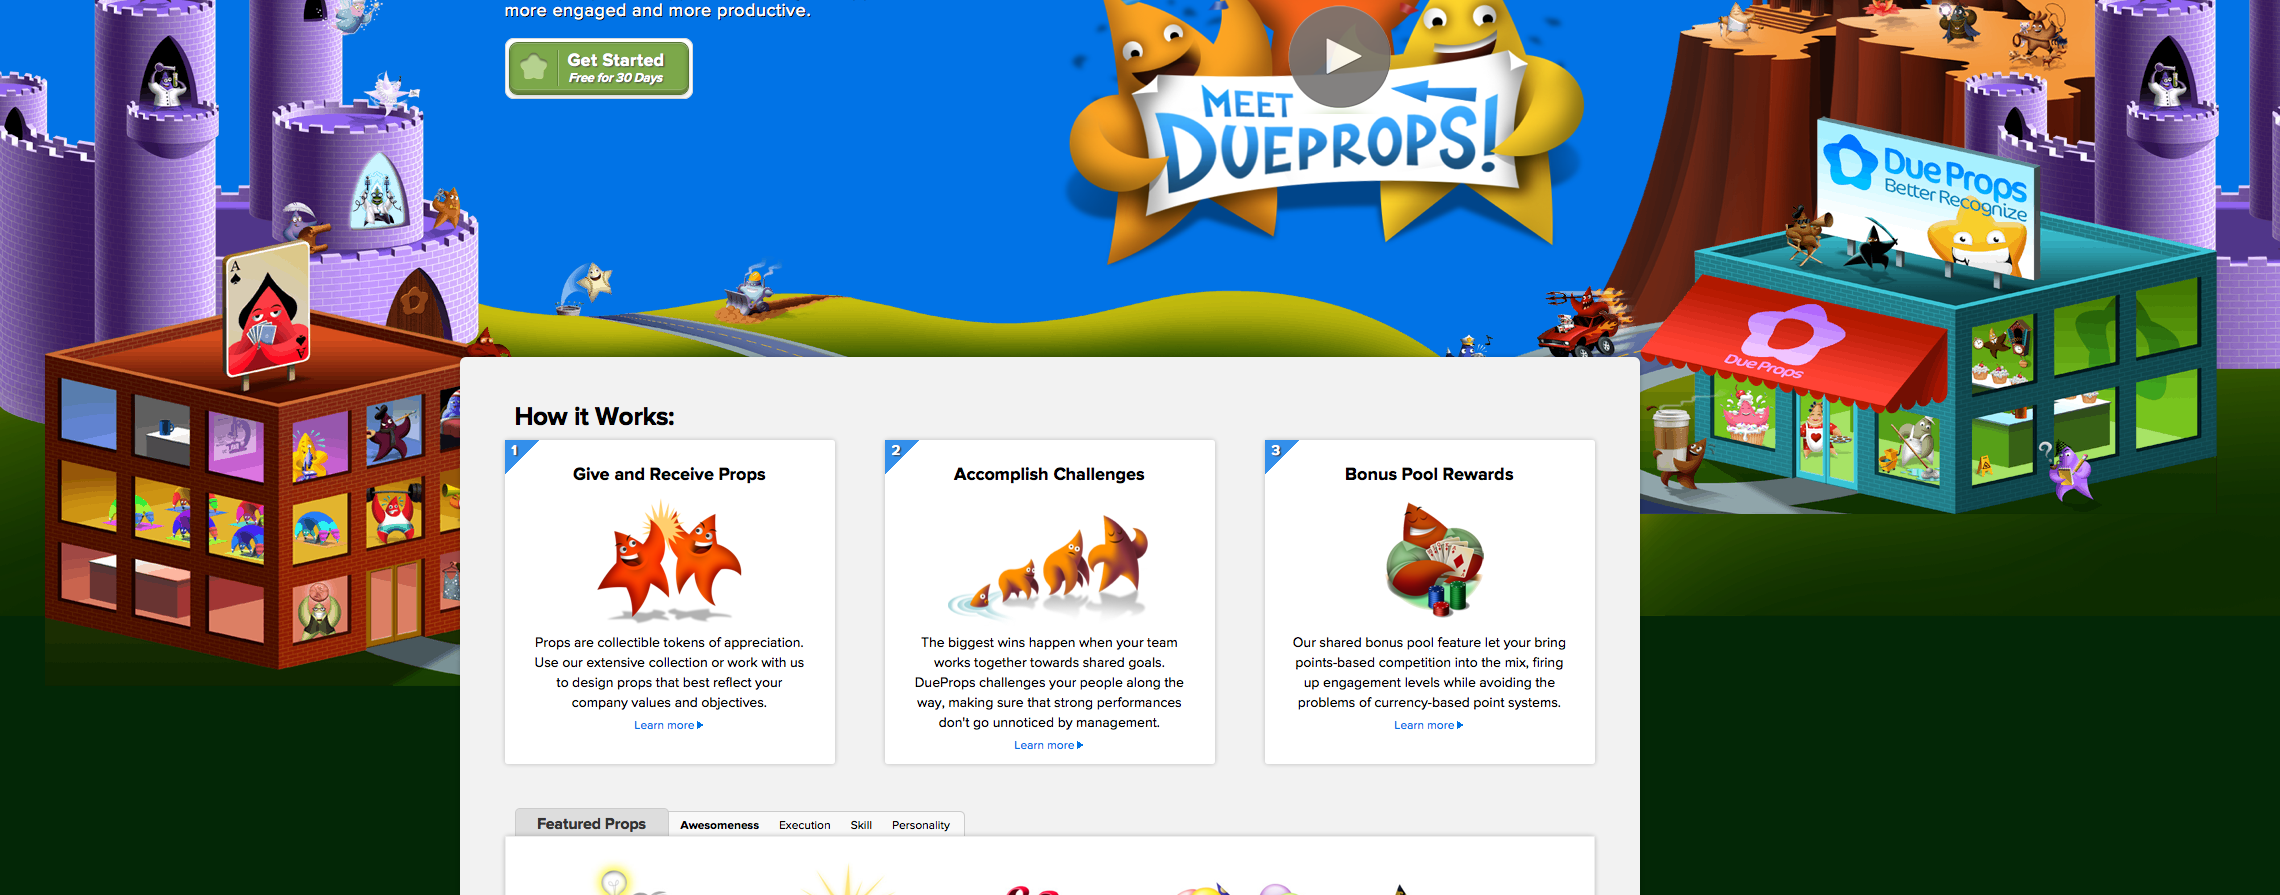 more engaged and more productive.
Get Started
Free for 30 Days
MEET
DUEPROPS!
Due Props
Better Recognize
Due Props
A
A
?
How it Works:
1
Give and Receive Props
Props are collectible tokens of appreciation.
Use our extensive collection or work with us
to design props that best reflect your
company values and objectives.
Learn more
2
Accomplish Challenges
The biggest wins happen when your team
works together towards shared goals.
DueProps challenges your people along the
way, making sure that strong performances
don't go unnoticed by management.
Learn more
3
Bonus Pool Rewards
Our shared bonus pool feature let your bring
points-based competition into the mix, firing
up engagement levels while avoiding the
problems of currency-based point systems.
Learn more
Featured Props Awesomeness Execution Skill Personality